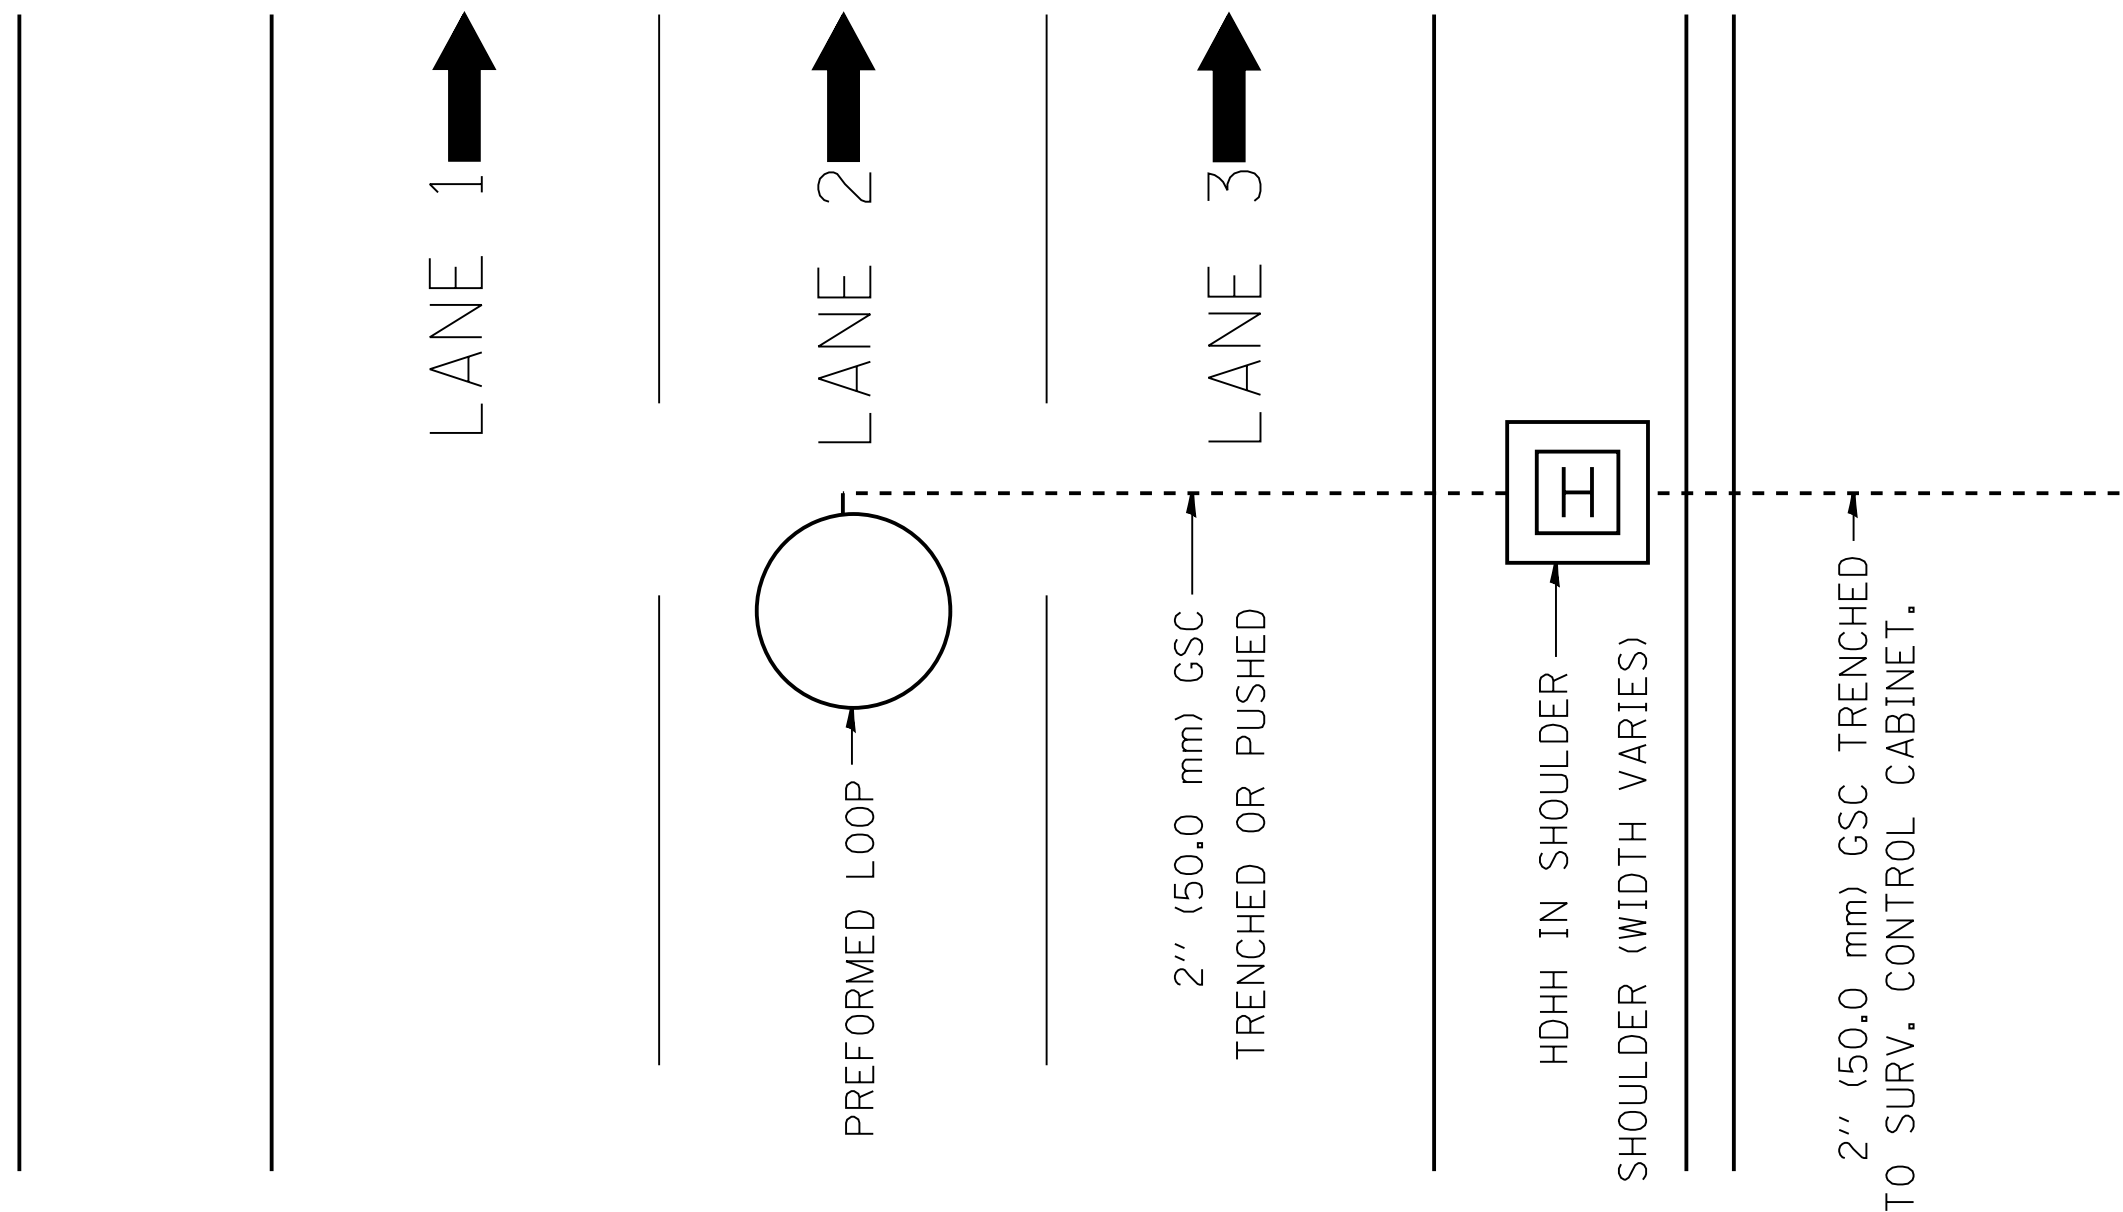 LANE 1
LANE 2
LANE 3
H
PREFORMED LOOP
2'' (50.0 mm) GSC
TRENCHED OR PUSHED
HDHH IN SHOULDER
SHOULDER (WIDTH VARIES)
2'' (50.0 mm) GSC TRENCHED
TO SURV. CONTROL CABINET.